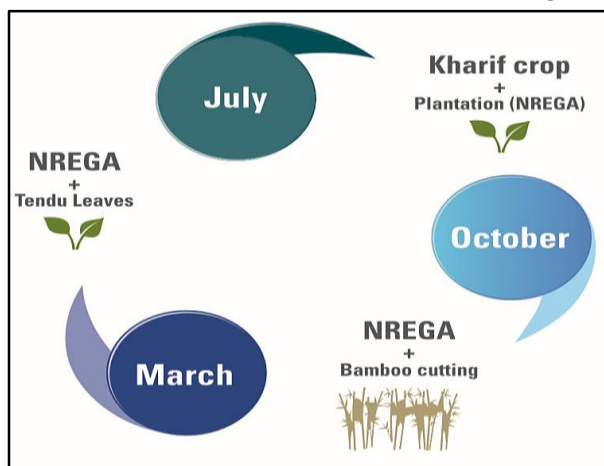 July
Kharif crop
+
Plantation (NREGA)
NREGA
+
Tendu Leaves
October
NREGA
+
Bamboo cutting
March